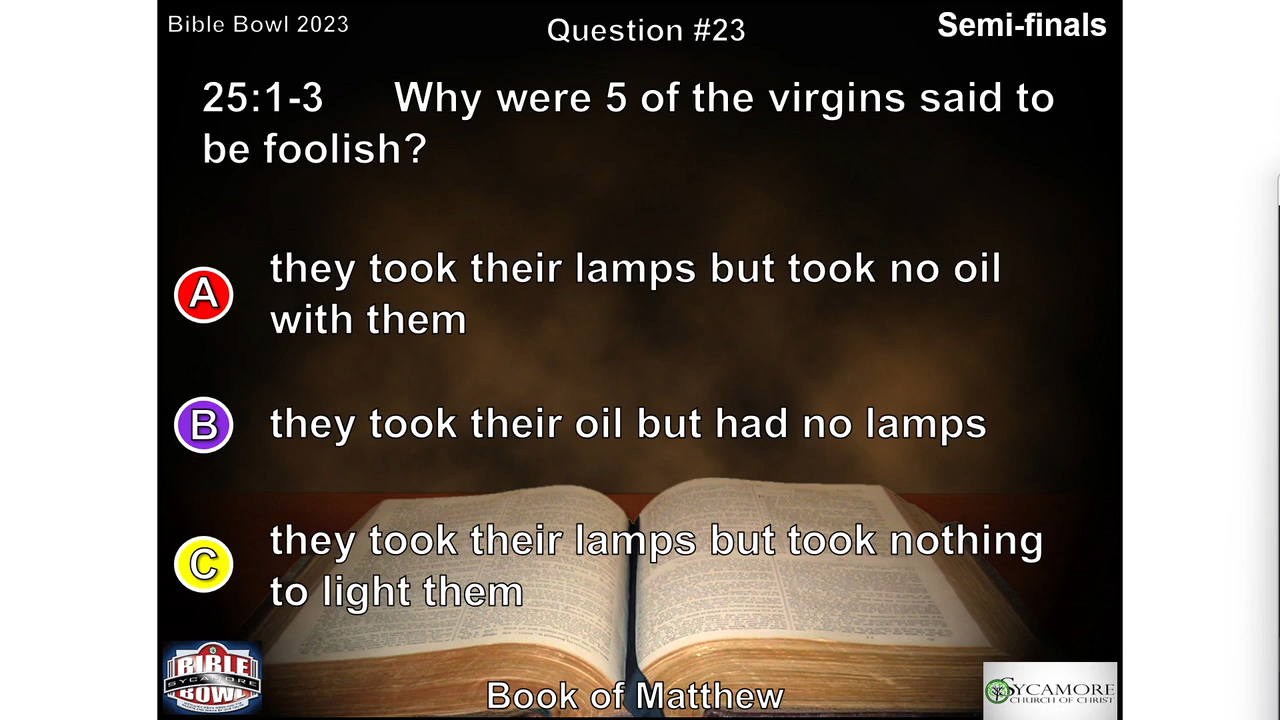 Bible Bowl 2023
Question #23
Semi-finals
25:1-3 Why were 5 of the virgins said to
be foolish?
A
they took their lamps but took no oil
with them
B
they took their oil but had no lamps
C
they took their lamps but took nothing
to light them
BIBLE
SYCAMORE
BOWL
Book of Matthew
SYCAMORE
CHURCH OF CHRIST